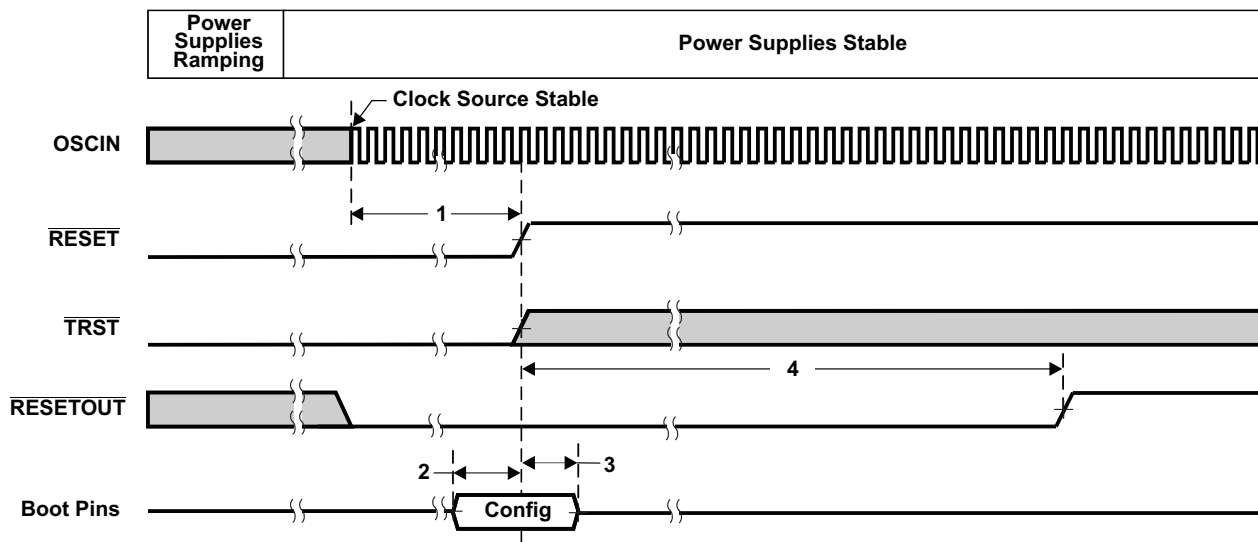 Power
Supplies
Ramping
Power Supplies Stable
Clock Source Stable
OSCIN
1
RESET
TRST
4
RESETOUT
2
3
Boot Pins
Config